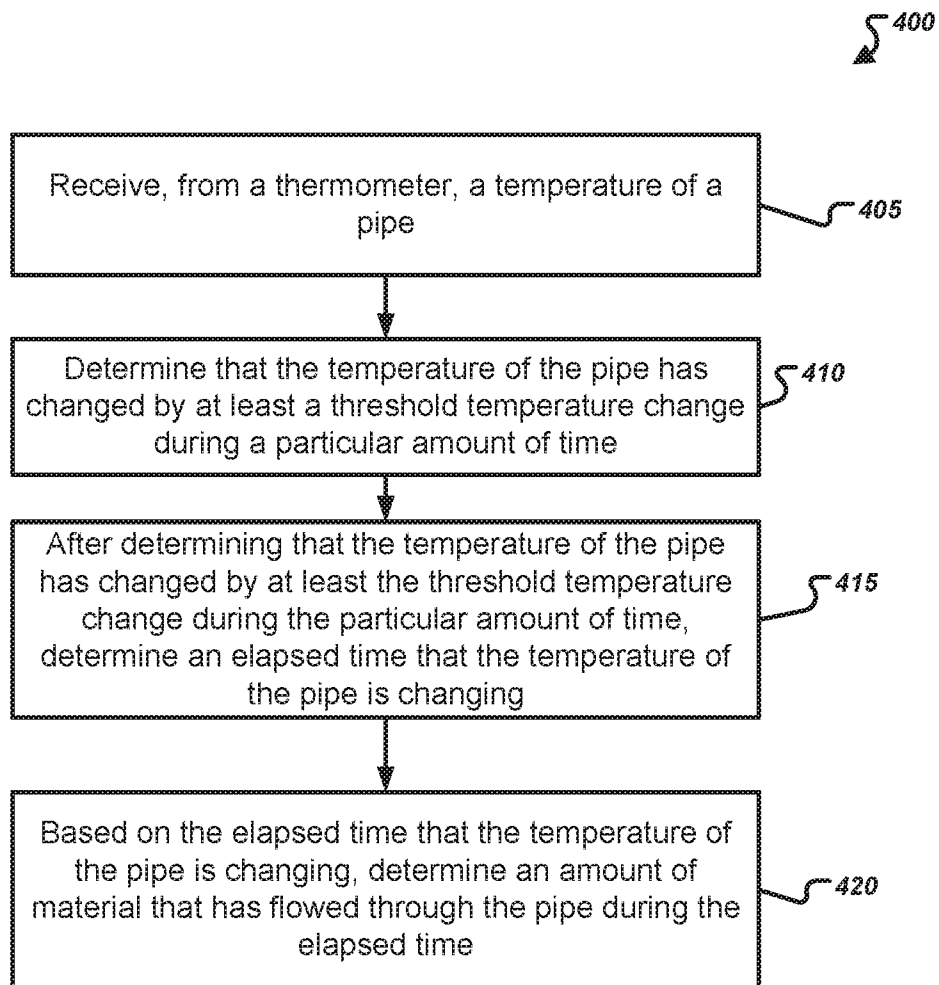 400
Receive, from a thermometer, a temperature of a
pipe
405
Determine that the temperature of the pipe has
changed by at least a threshold temperature change
during a particular amount of time
410
After determining that the temperature of the pipe
has changed by at least the threshold temperature
change during the particular amount of time,
determine an elapsed time that the temperature of
the pipe is changing
415
Based on the elapsed time that the temperature of
the pipe is changing, determine an amount of
material that has flowed through the pipe during the
elapsed time
420